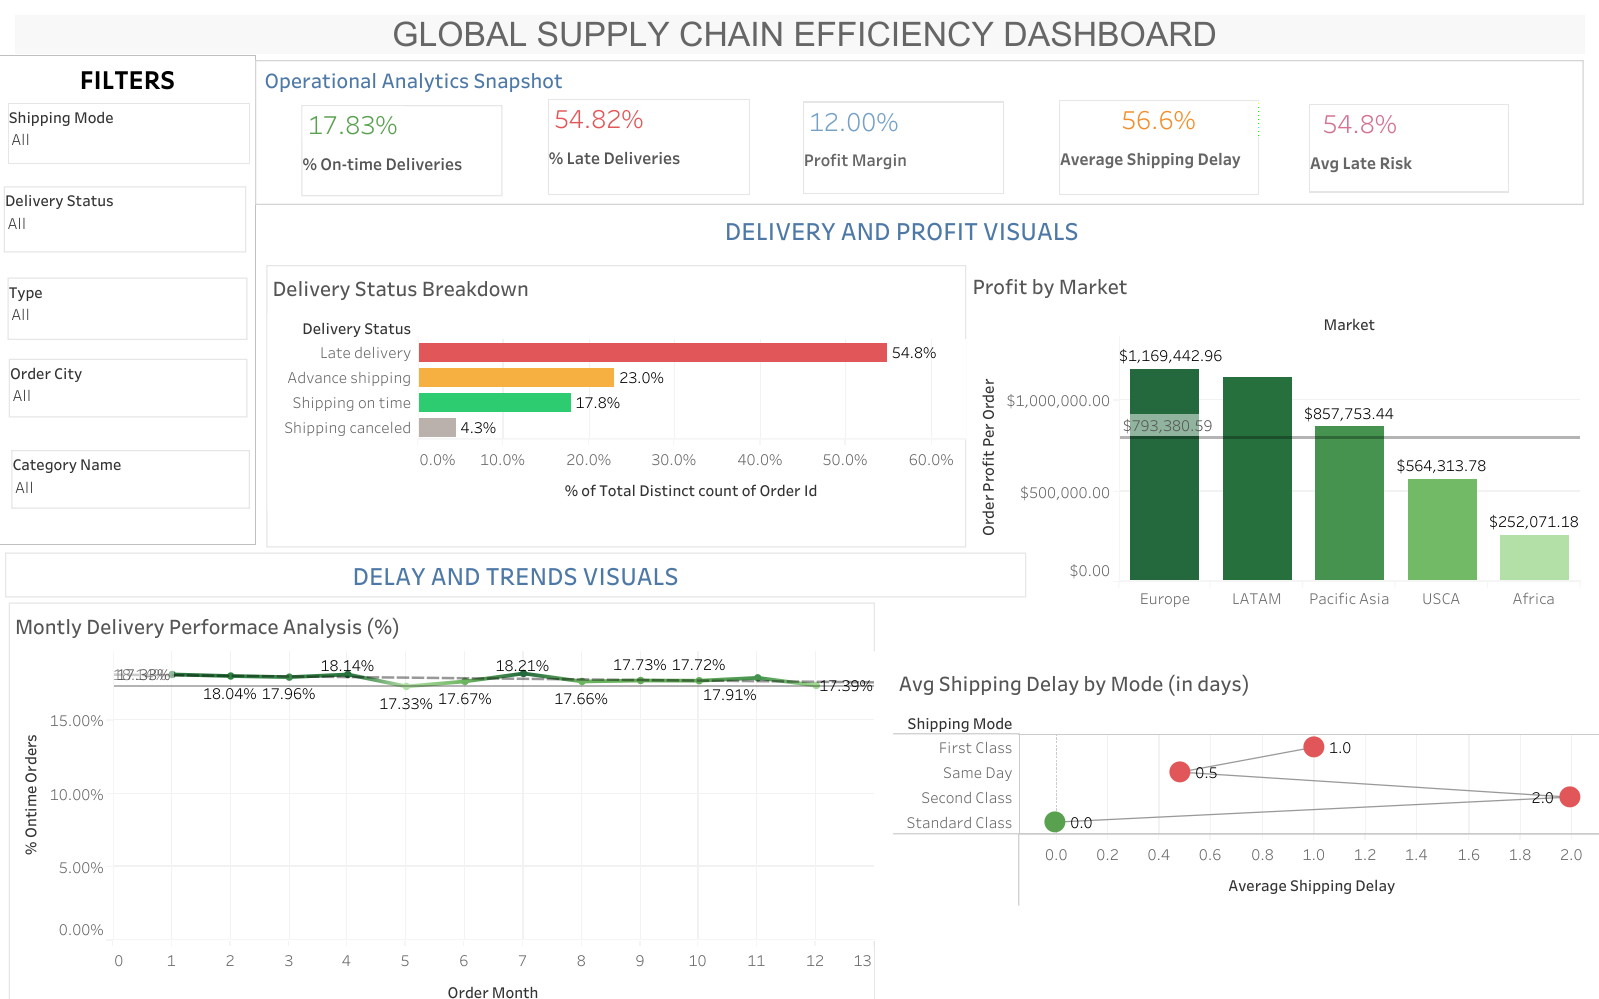 GLOBAL SUPPLY CHAIN EFFICIENCY DASHBOARD
FILTERS
Shipping Mode
All
Delivery Status
All
Type
All
Order City
All
Category Name
All
Operational Analytics Snapshot
17.83%
% On-time Deliveries
54.82%
% Late Deliveries
12.00%
Profit Margin
56.6%
Average Shipping Delay
54.8%
Avg Late Risk
DELIVERY AND PROFIT VISUALS
Delivery Status Breakdown
Delivery Status
Late delivery 54.8%
Advance shipping 23.0%
Shipping on time 17.8%
Shipping canceled 4.3%
0.0% 10.0% 20.0% 30.0% 40.0% 50.0% 60.0%
% of Total Distinct count of Order Id
Profit by Market
Market
Order Profit Per Order
$1,000,000.00
$500,000.00
$0.00
$1,169,442.96
$793,380.59
$857,753.44
$564,313.78
$252,071.18
Europe LATAM Pacific Asia USCA Africa
DELAY AND TRENDS VISUALS
Montly Delivery Performace Analysis (%)
% Ontime Orders
15.00%
10.00%
5.00%
0.00%
18.14% 18.21% 17.73% 17.72%
18.04% 17.96% 17.33% 17.67% 17.66% 17.91% 17.39%
0 1 2 3 4 5 6 7 8 9 10 11 12 13
Order Month
Avg Shipping Delay by Mode (in days)
Shipping Mode
First Class 1.0
Same Day 0.5
Second Class 2.0
Standard Class 0.0
0.0 0.2 0.4 0.6 0.8 1.0 1.2 1.4 1.6 1.8 2.0
Average Shipping Delay